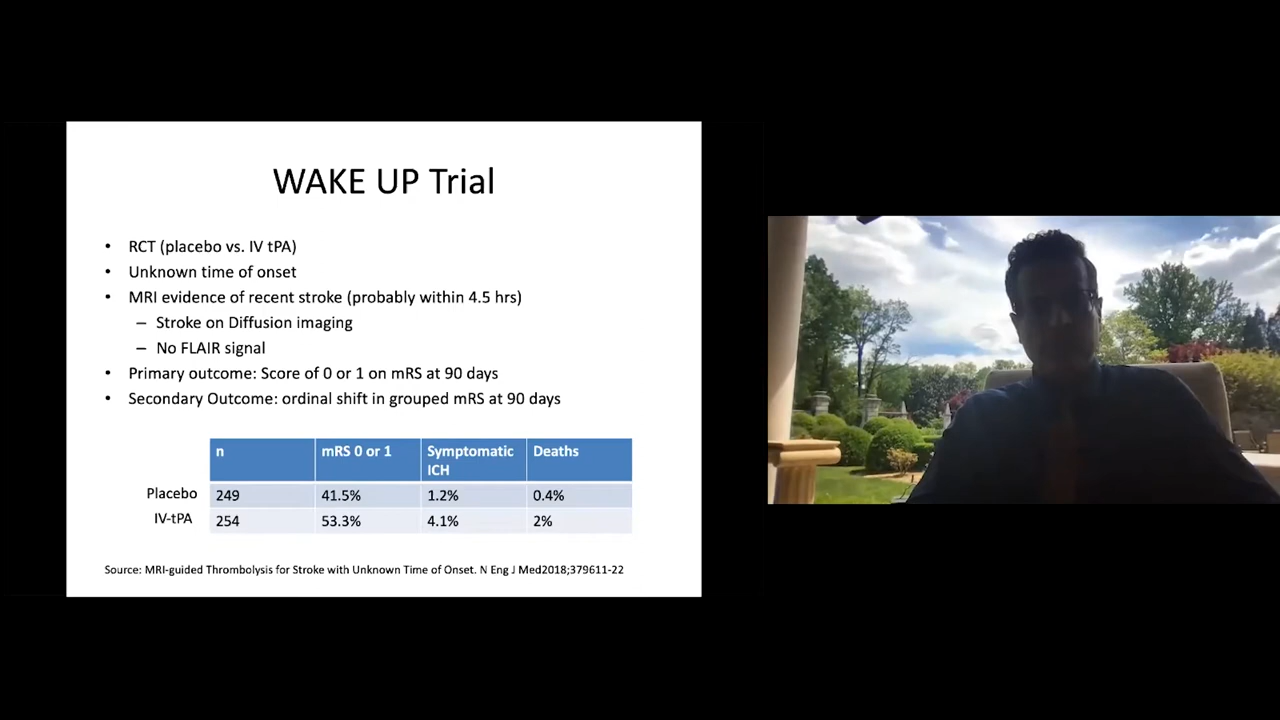 WAKE UP Trial
• RCT (placebo vs. IV tPA)
• Unknown time of onset
• MRI evidence of recent stroke (probably within 4.5 hrs)
– Stroke on Diffusion imaging
– No FLAIR signal
• Primary outcome: Score of 0 or 1 on mRS at 90 days
• Secondary Outcome: ordinal shift in grouped mRS at 90 days
n mRS 0 or 1 Symptomatic ICH Deaths
Placebo 249 41.5% 1.2% 0.4%
IV-tPA 254 53.3% 4.1% 2%
Source: MRI-guided Thrombolysis for Stroke with Unknown Time of Onset. N Eng J Med2018;379611-22